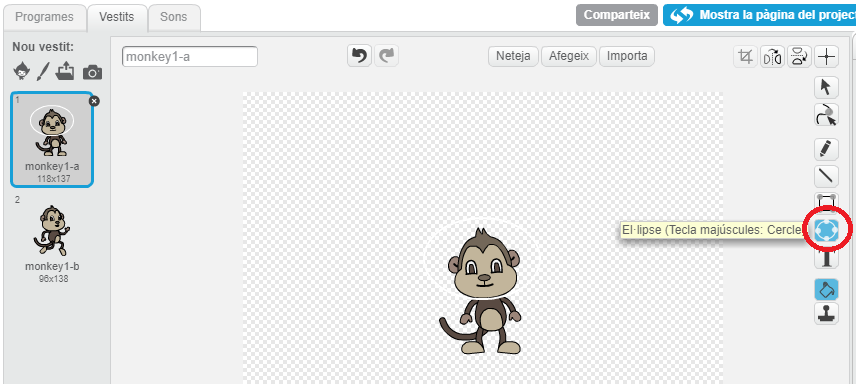 Programes
Vestits
Sons
Comparteix
Mostra la pàgina del project
Nou vestit:
monkey1-a
Neteja
Afegeix
Importa
1
monkey1-a
118x137
2
monkey1-b
96x138
El·lipse (Tecla majúscules: Cercle
T